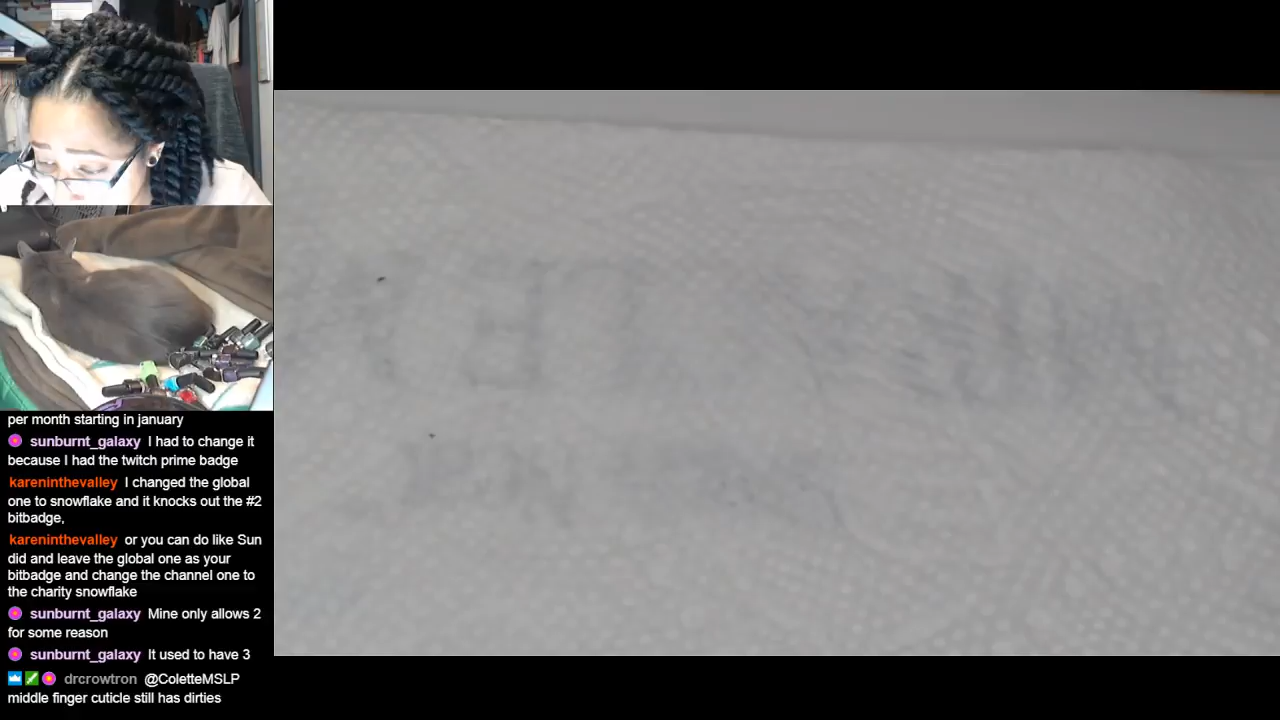 per month starting in january
sunburnt_galaxy I had to change it
because I had the twitch prime badge
kareninthevalley I changed the global
one to snowflake and it knocks out the #2
bitbadge,
kareninthevalley or you can do like Sun
did and leave the global one as your
bitbadge and change the channel one to
the charity snowflake
sunburnt_galaxy Mine only allows 2
for some reason
sunburnt_galaxy It used to have 3
drcrowtron @ColetteMSLP
middle finger cuticle still has dirties